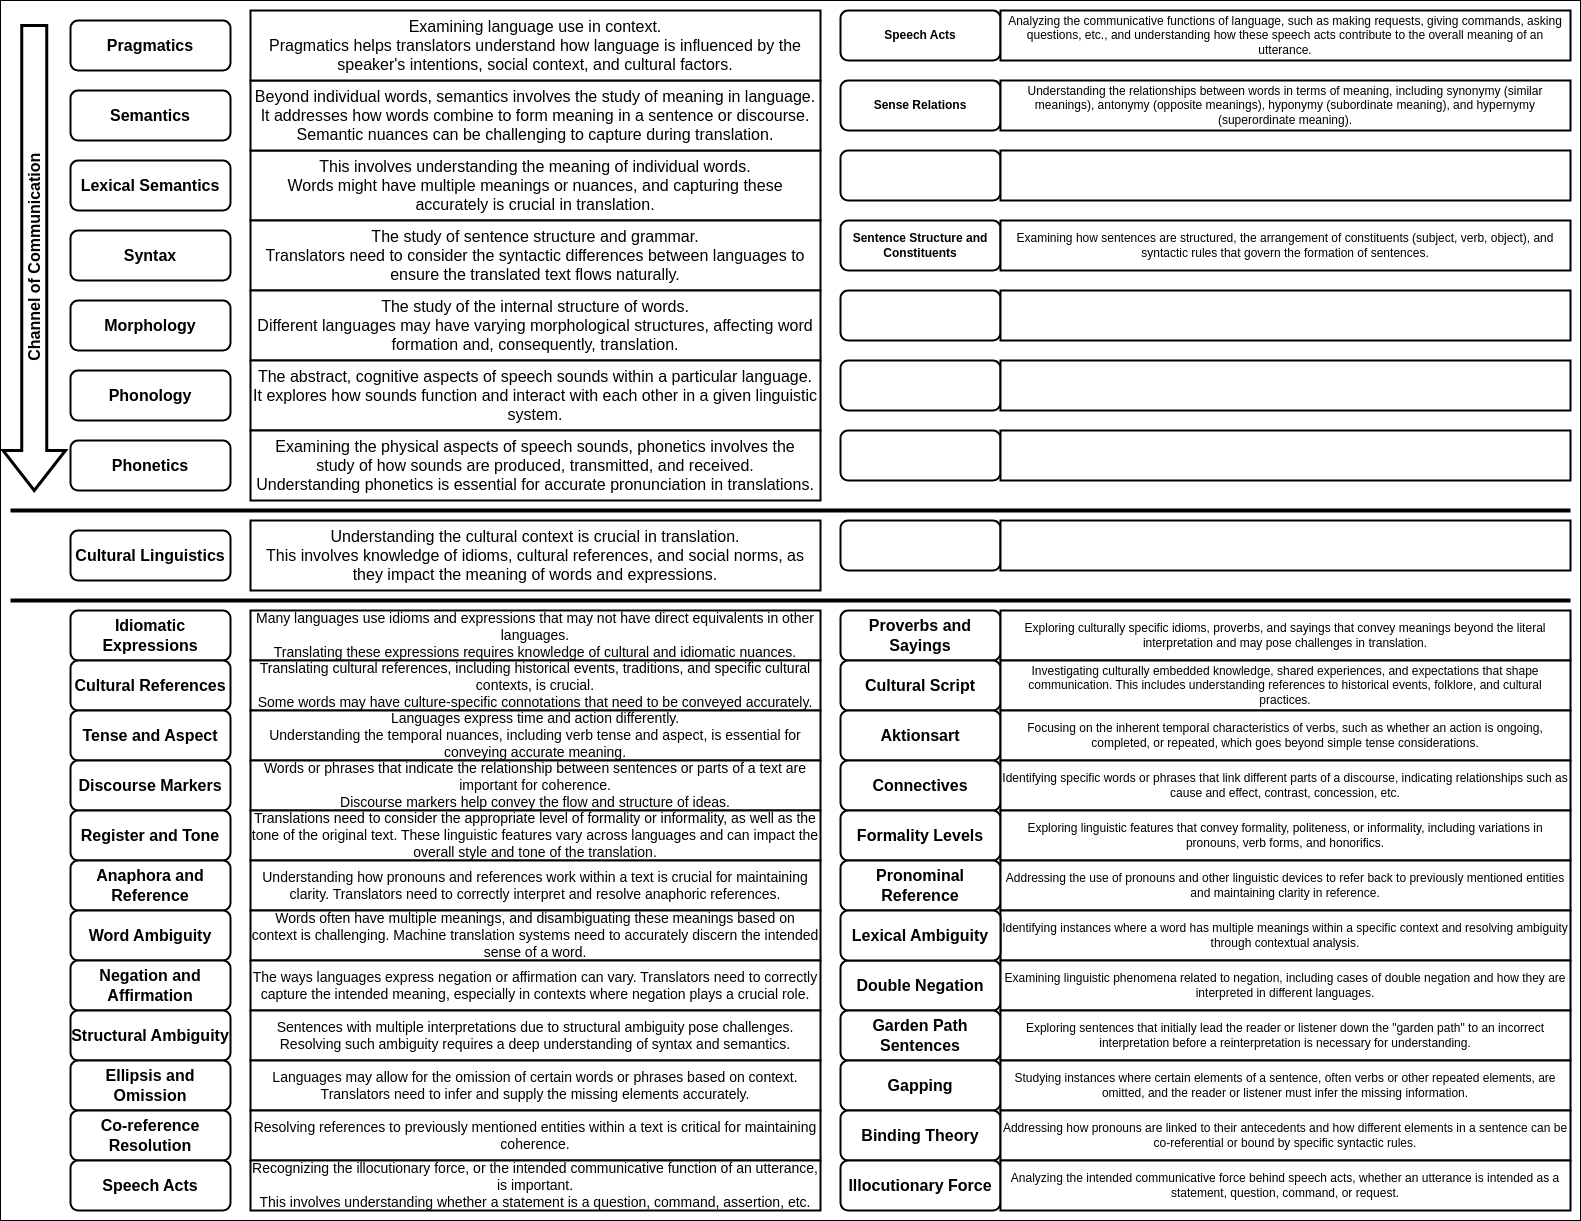 Channel of Communication
Pragmatics
Examining language use in context.
Pragmatics helps translators understand how language is influenced by the
speaker's intentions, social context, and cultural factors.
Speech Acts
Analyzing the communicative functions of language, such as making requests, giving commands, asking
questions, etc., and understanding how these speech acts contribute to the overall meaning of an
utterance.
Semantics
Beyond individual words, semantics involves the study of meaning in language.
It addresses how words combine to form meaning in a sentence or discourse.
Semantic nuances can be challenging to capture during translation.
Sense Relations
Understanding the relationships between words in terms of meaning, including synonymy (similar
meanings), antonymy (opposite meanings), hyponymy (subordinate meaning), and hypernymy
(superordinate meaning).
Lexical Semantics
This involves understanding the meaning of individual words.
Words might have multiple meanings or nuances, and capturing these
accurately is crucial in translation.
Syntax
The study of sentence structure and grammar.
Translators need to consider the syntactic differences between languages to
ensure the translated text flows naturally.
Sentence Structure and
Constituents
Examining how sentences are structured, the arrangement of constituents (subject, verb, object), and
syntactic rules that govern the formation of sentences.
Morphology
The study of the internal structure of words.
Different languages may have varying morphological structures, affecting word
formation and, consequently, translation.
Phonology
The abstract, cognitive aspects of speech sounds within a particular language.
It explores how sounds function and interact with each other in a given linguistic
system.
Phonetics
Examining the physical aspects of speech sounds, phonetics involves the
study of how sounds are produced, transmitted, and received.
Understanding phonetics is essential for accurate pronunciation in translations.
Cultural Linguistics
Understanding the cultural context is crucial in translation.
This involves knowledge of idioms, cultural references, and social norms, as
they impact the meaning of words and expressions.
Idiomatic
Expressions
Many languages use idioms and expressions that may not have direct equivalents in other
languages.
Translating these expressions requires knowledge of cultural and idiomatic nuances.
Proverbs and
Sayings
Exploring culturally specific idioms, proverbs, and sayings that convey meanings beyond the literal
interpretation and may pose challenges in translation.
Cultural References
Translating cultural references, including historical events, traditions, and specific cultural
contexts, is crucial.
Some words may have culture-specific connotations that need to be conveyed accurately.
Cultural Script
Investigating culturally embedded knowledge, shared experiences, and expectations that shape
communication. This includes understanding references to historical events, folklore, and cultural
practices.
Tense and Aspect
Languages express time and action differently.
Understanding the temporal nuances, including verb tense and aspect, is essential for
conveying accurate meaning.
Aktionsart
Focusing on the inherent temporal characteristics of verbs, such as whether an action is ongoing,
completed, or repeated, which goes beyond simple tense considerations.
Discourse Markers
Words or phrases that indicate the relationship between sentences or parts of a text are
important for coherence.
Discourse markers help convey the flow and structure of ideas.
Connectives
Identifying specific words or phrases that link different parts of a discourse, indicating relationships such as
cause and effect, contrast, concession, etc.
Register and Tone
Translations need to consider the appropriate level of formality or informality, as well as the
tone of the original text. These linguistic features vary across languages and can impact the
overall style and tone of the translation.
Formality Levels
Exploring linguistic features that convey formality, politeness, or informality, including variations in
pronouns, verb forms, and honorifics.
Anaphora and
Reference
Understanding how pronouns and references work within a text is crucial for maintaining
clarity. Translators need to correctly interpret and resolve anaphoric references.
Pronominal
Reference
Addressing the use of pronouns and other linguistic devices to refer back to previously mentioned entities
and maintaining clarity in reference.
Word Ambiguity
Words often have multiple meanings, and disambiguating these meanings based on
context is challenging. Machine translation systems need to accurately discern the intended
sense of a word.
Lexical Ambiguity
Identifying instances where a word has multiple meanings within a specific context and resolving ambiguity
through contextual analysis.
Negation and
Affirmation
The ways languages express negation or affirmation can vary. Translators need to correctly
capture the intended meaning, especially in contexts where negation plays a crucial role.
Double Negation
Examining linguistic phenomena related to negation, including cases of double negation and how they are
interpreted in different languages.
Structural Ambiguity
Sentences with multiple interpretations due to structural ambiguity pose challenges.
Resolving such ambiguity requires a deep understanding of syntax and semantics.
Garden Path
Sentences
Exploring sentences that initially lead the reader or listener down the "garden path" to an incorrect
interpretation before a reinterpretation is necessary for understanding.
Ellipsis and
Omission
Languages may allow for the omission of certain words or phrases based on context.
Translators need to infer and supply the missing elements accurately.
Gapping
Studying instances where certain elements of a sentence, often verbs or other repeated elements, are
omitted, and the reader or listener must infer the missing information.
Co-reference
Resolution
Resolving references to previously mentioned entities within a text is critical for maintaining
coherence.
Binding Theory
Addressing how pronouns are linked to their antecedents and how different elements in a sentence can be
co-referential or bound by specific syntactic rules.
Speech Acts
Recognizing the illocutionary force, or the intended communicative function of an utterance,
is important.
This involves understanding whether a statement is a question, command, assertion, etc.
Illocutionary Force
Analyzing the intended communicative force behind speech acts, whether an utterance is intended as a
statement, question, command, or request.